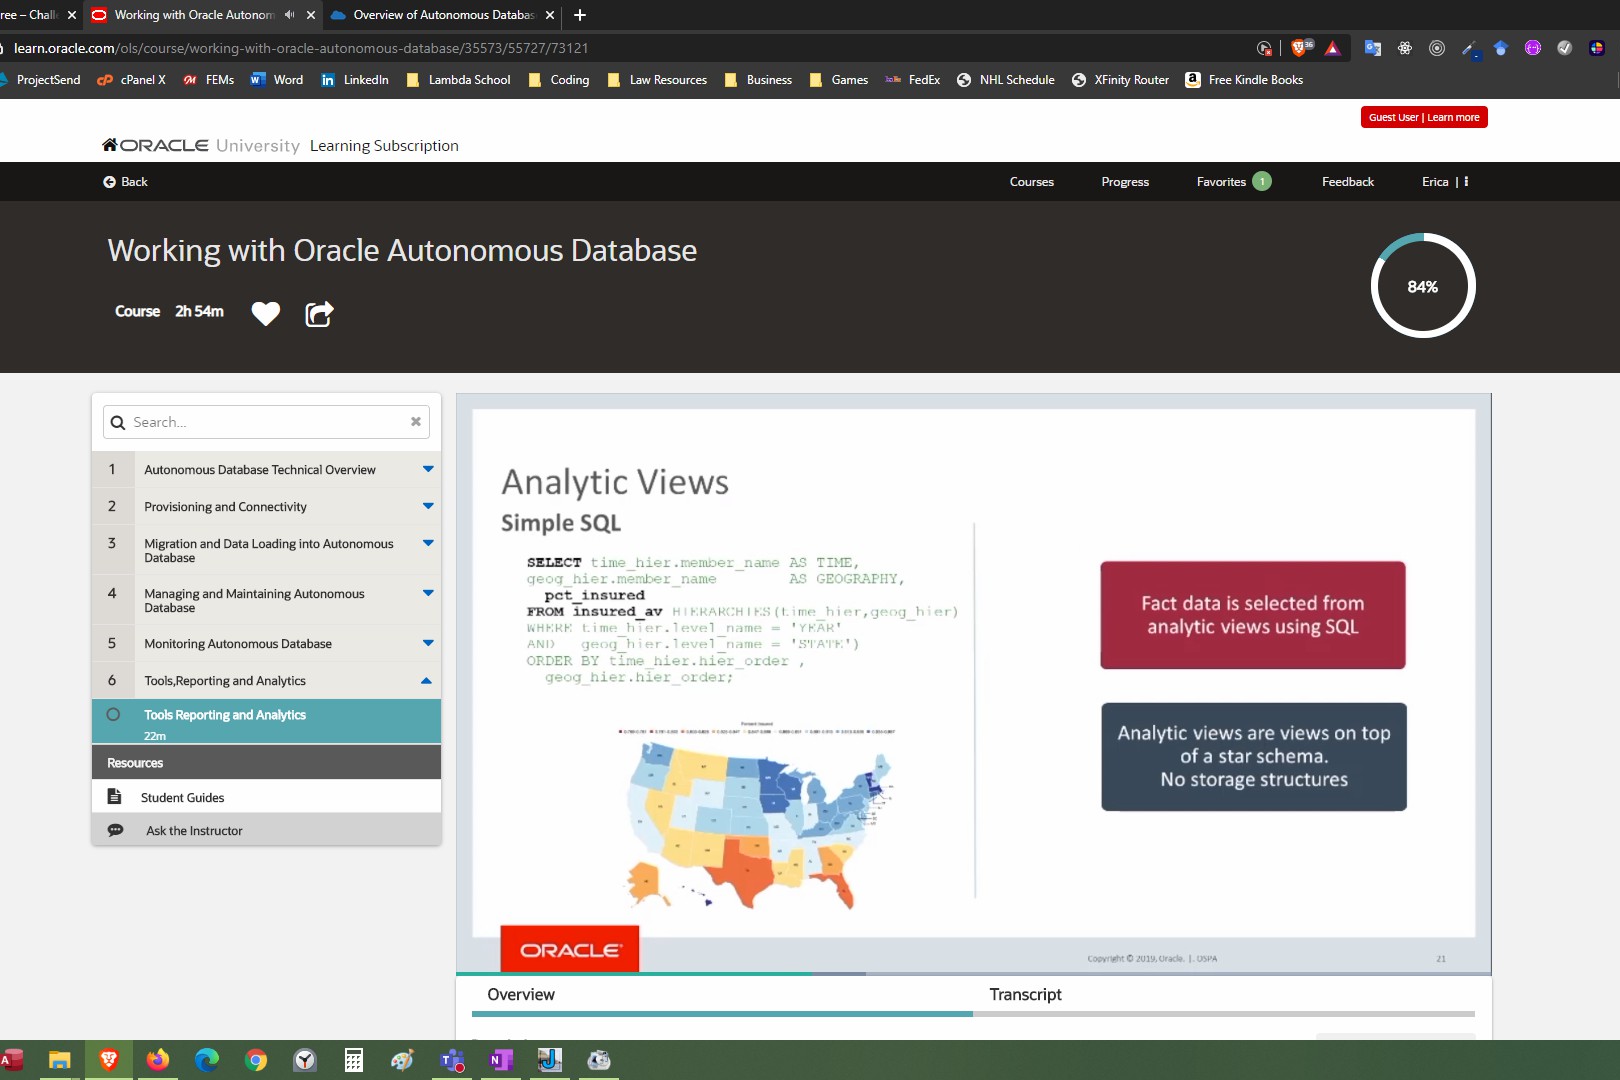 ree – Chall
Working with Oracle Autonom
Overview of Autonomous Databas
learn.oracle.com/ols/course/working-with-oracle-autonomous-database/35573/55727/73121
36
ProjectSend
cPanel X
FEMs
Word
LinkedIn
Lambda School
Coding
Law Resources
Business
Games
FedEx
NHL Schedule
XFinity Router
Free Kindle Books
Guest User | Learn more
ORACLE University Learning Subscription
Back
Courses
Progress
Favorites 1
Feedback
Erica |
Working with Oracle Autonomous Database
Course 2h 54m
84%
Search...
1 Autonomous Database Technical Overview
2 Provisioning and Connectivity
3 Migration and Data Loading into Autonomous
Database
4 Managing and Maintaining Autonomous
Database
5 Monitoring Autonomous Database
6 Tools,Reporting and Analytics
Tools Reporting and Analytics
22m
Resources
Student Guides
Ask the Instructor
Analytic Views
Simple SQL
SELECT time_hier.member_name AS TIME,
geog_hier.member_name AS GEOGRAPHY,
pct_insured
FROM insured_av HIERARCHIES(time_hier,geog_hier)
WHERE time_hier.level_name = 'YEAR'
AND geog_hier.level_name = 'STATE')
ORDER BY time_hier.hier_order ,
geog_hier.hier_order;
Fact data is selected from
analytic views using SQL
Analytic views are views on top
of a star schema.
No storage structures
ORACLE
Copyright © 2019, Oracle. |. OSPA
21
Overview
Transcript